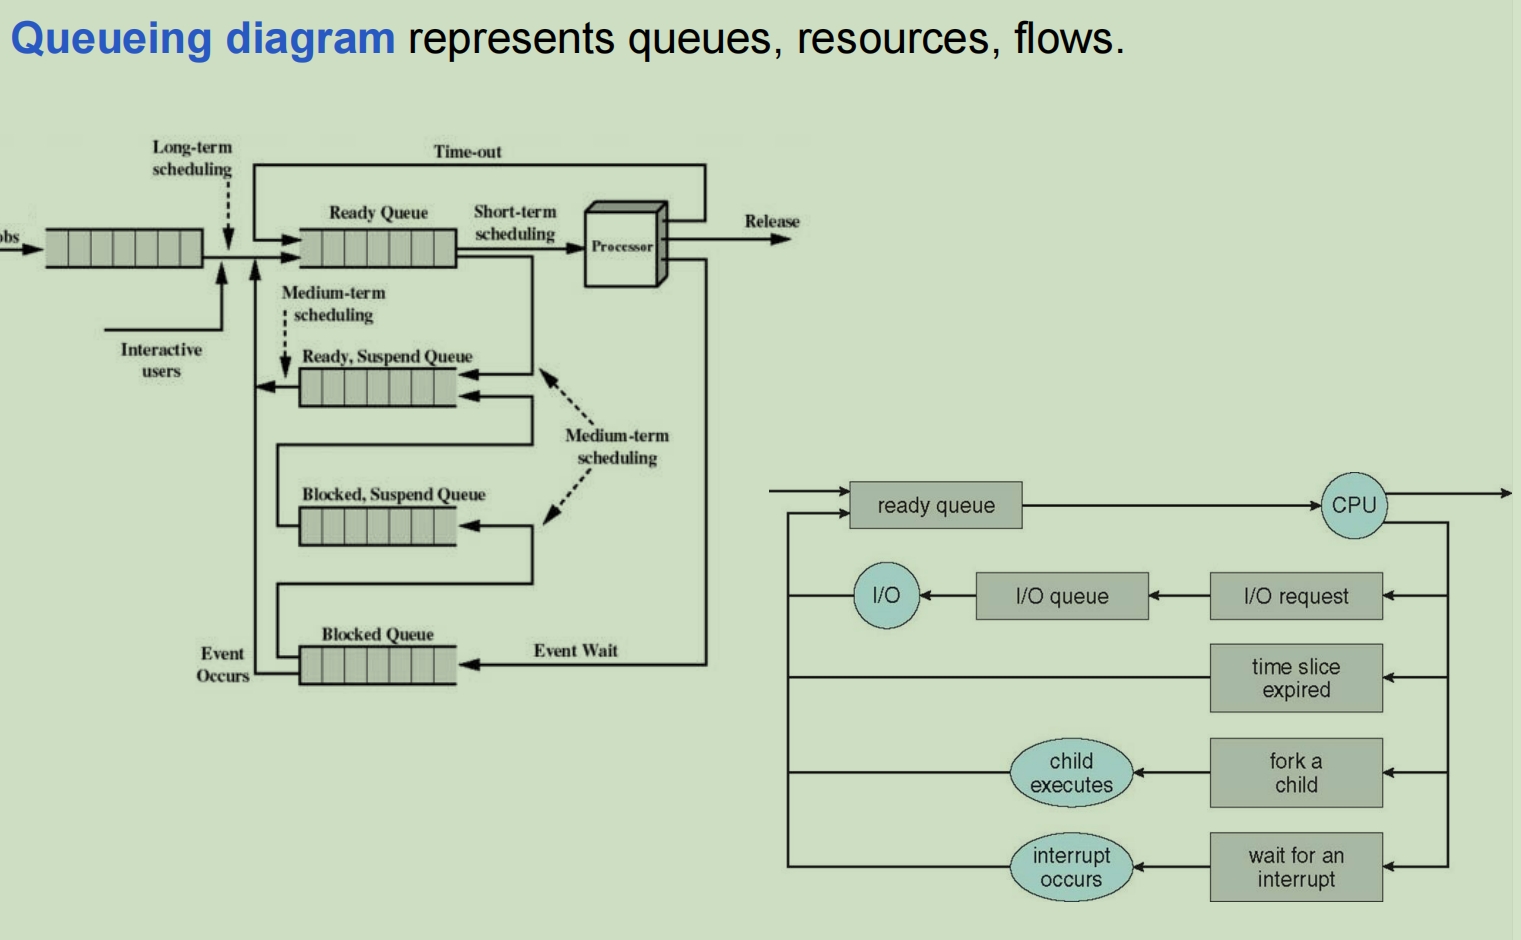 Queueing diagram represents queues, resources, flows.
Long-term
scheduling
Time-out
Ready Queue
Short-term
scheduling
Processor
Release
obs
Medium-term
scheduling
Interactive
users
Ready, Suspend Queue
Medium-term
scheduling
Blocked, Suspend Queue
Blocked Queue
Event Wait
Event
Occurs
ready queue
CPU
I/O
I/O queue
I/O request
time slice
expired
child
executes
fork a
child
interrupt
occurs
wait for an
interrupt